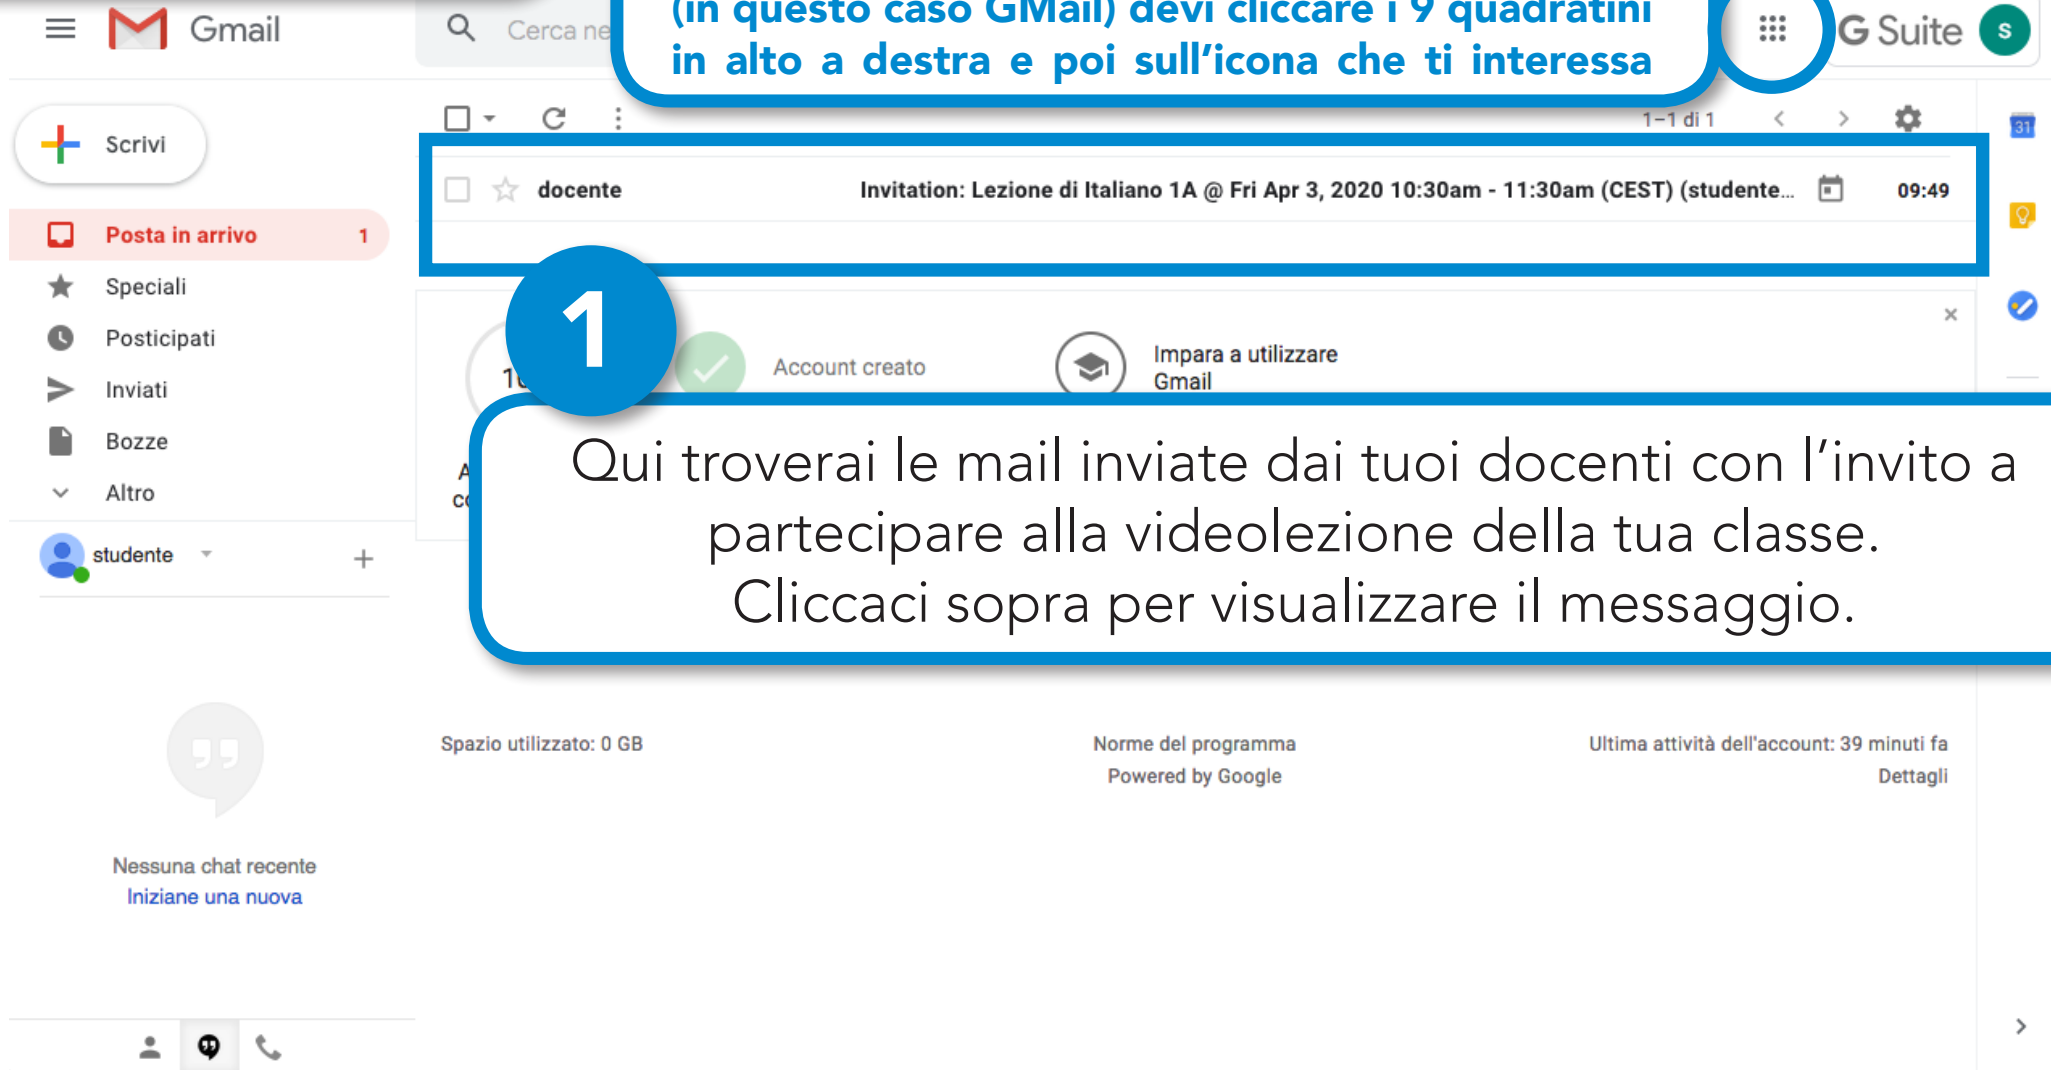 (in questo caso GMail) devi cliccare i 9 quadratini
in alto a destra e poi sull'icona che ti interessa
Gmail
Cerca ne
G Suite
s
Scrivi
1–1 di 1
31
docente Invitation: Lezione di Italiano 1A @ Fri Apr 3, 2020 10:30am - 11:30am (CEST) (studente... 09:49
Posta in arrivo 1
Speciali
Posticipati
Inviati
Bozze
Altro
studente
1
Account creato
Impara a utilizzare
Gmail
Qui troverai le mail inviate dai tuoi docenti con l'invito a
partecipare alla videolezione della tua classe.
Cliccaci sopra per visualizzare il messaggio.
Spazio utilizzato: 0 GB
Norme del programma
Powered by Google
Ultima attività dell'account: 39 minuti fa
Dettagli
Nessuna chat recente
Iniziane una nuova